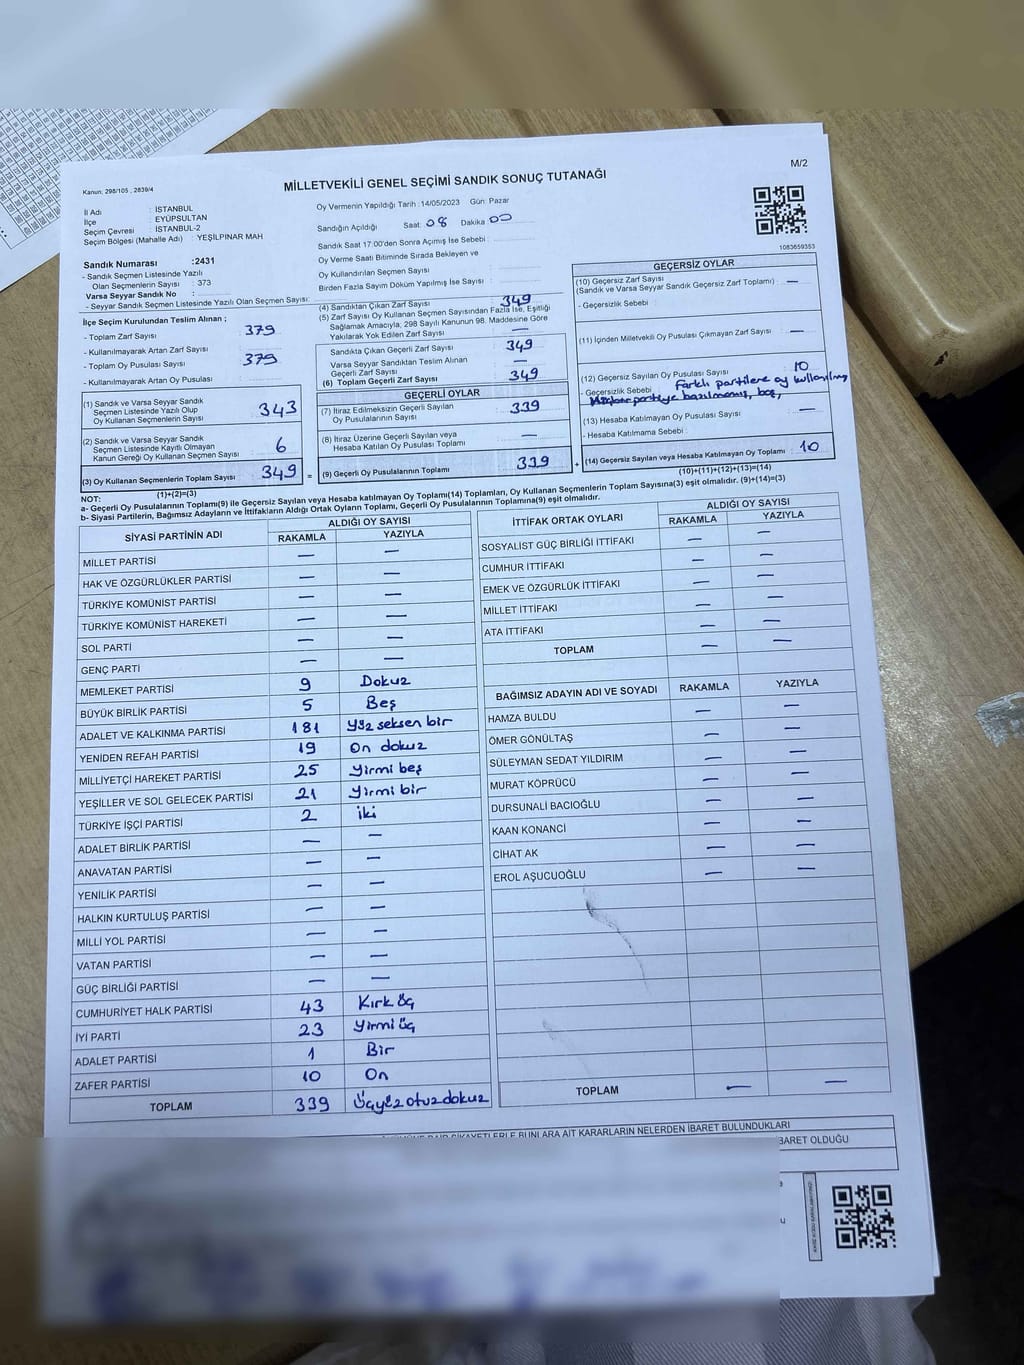 M/2
Kanun; 298/105 , 2839/4
MİLLETVEKİLİ GENEL SEÇİMİ SANDIK SONUÇ TUTANAĞI
İl Adı : İSTANBUL
İlçe : EYÜPSULTAN
Seçim Çevresi : İSTANBUL-2
Seçim Bölgesi (Mahalle Adı) : YEŞİLPINAR MAH
Sandık Numarası :2431
- Sandık Seçmen Listesinde Yazılı
Olan Seçmenlerin Sayısı : 373
Varsa Seyyar Sandık No :
- Seyyar Sandık Seçmen Listesinde Yazılı Olan Seçmen Sayısı:
Oy Vermenin Yapıldığı Tarih :14/05/2023 Gün: Pazar
Sandığın Açıldığı Saat: 08 Dakika 00
Sandık Saat 17.00'den Sonra Açımış İse Sebebi :
Oy Verme Saati Bitiminde Sırada Bekleyen ve
Oy Kullandırılan Seçmen Sayısı
Birden Fazla Sayım Döküm Yapılmış İse Sayısı :
1083659353
İlçe Seçim Kurulundan Teslim Alınan ;
- Toplam Zarf Sayısı 379
- Kullanılmayarak Artan Zarf Sayısı
- Toplam Oy Pusulası Sayısı 379
- Kullanılmayarak Artan Oy Pusulası
(1) Sandık ve Varsa Seyyar Sandık
Seçmen Listesinde Yazılı Olup
Oy Kullanan Seçmenlerin Sayısı 343
(2) Sandık ve Varsa Seyyar Sandık
Seçmen Listesinde Kayıtlı Olmayan
Kanun Gereği Oy Kullanan Seçmen Sayısı 6
(3) Oy Kullanan Seçmenlerin Toplam Sayısı 349 =
(1)+(2)=(3)
(4) Sandıktan Çıkan Zarf Sayısı 349
(5) Zarf Sayısı Oy Kullanan Seçmen Sayısından Fazla İse, Eşitliği
Sağlamak Amacıyla, 298 Sayılı Kanunun 98. Maddesine Göre
Yakılarak Yok Edilen Zarf Sayısı —
Sandıkta Çıkan Geçerli Zarf Sayısı 349
Varsa Seyyar Sandıktan Teslim Alınan
Geçerli Zarf Sayısı —
(6) Toplam Geçerli Zarf Sayısı 349
GEÇERLİ OYLAR
(7) İtiraz Edilmeksizin Geçerli Sayılan
Oy Pusulalarının Sayısı 339
(8) İtiraz Üzerine Geçerli Sayılan veya
Hesaba Katılan Oy Pusulası Toplamı —
(9) Geçerli Oy Pusulalarının Toplamı 339 +
GEÇERSİZ OYLAR
(10) Geçersiz Zarf Sayısı
(Sandık ve Varsa Seyyar Sandık Geçersiz Zarf Toplamı) : —
- Geçersizlik Sebebi :
(11) İçinden Milletvekili Oy Pusulası Çıkmayan Zarf Sayısı : —
(12) Geçersiz Sayılan Oy Pusulası Sayısı : 10
- Geçersizlik Sebebi Farklı partilere oy kullanılmış
partiye basılmamış, boş,
(13) Hesaba Katılmayan Oy Pusulası Sayısı : —
- Hesaba Katılmama Sebebi :
(14) Geçersiz Sayılan veya Hesaba Katılmayan Oy Toplamı 10
(10)+(11)+(12)+(13)=(14)
NOT:
a- Geçerli Oy Pusulalarının Toplamı(9) ile Geçersiz Sayılan veya Hesaba katılmayan Oy Toplamı(14) Toplamları, Oy Kullanan Seçmenlerin Toplam Sayısına(3) eşit olmalıdır. (9)+(14)=(3)
b- Siyasi Partilerin, Bağımsız Adayların ve İttifakların Aldığı Ortak Oyların Toplamı, Geçerli Oy Pusulalarının Toplamına(9) eşit olmalıdır.
SİYASİ PARTİNİN ADI ALDIĞI OY SAYISI
RAKAMLA YAZIYLA
MİLLET PARTİSİ — —
HAK VE ÖZGÜRLÜKLER PARTİSİ — —
TÜRKİYE KOMÜNİST PARTİSİ — —
TÜRKİYE KOMÜNİST HAREKETİ — —
SOL PARTİ — —
GENÇ PARTİ — —
MEMLEKET PARTİSİ 9 Dokuz
BÜYÜK BİRLİK PARTİSİ 5 Beş
ADALET VE KALKINMA PARTİSİ 181 yüz seksen bir
YENİDEN REFAH PARTİSİ 19 on dokuz
MİLLİYETÇİ HAREKET PARTİSİ 25 yirmi beş
YEŞİLLER VE SOL GELECEK PARTİSİ 21 yirmi bir
TÜRKİYE İŞÇİ PARTİSİ 2 iki
ADALET BİRLİK PARTİSİ — —
ANAVATAN PARTİSİ — —
YENİLİK PARTİSİ — —
HALKIN KURTULUŞ PARTİSİ — —
MİLLİ YOL PARTİSİ — —
VATAN PARTİSİ — —
GÜÇ BİRLİĞİ PARTİSİ — —
CUMHURİYET HALK PARTİSİ 43 Kırk üç
İYİ PARTİ 23 yirmi üç
ADALET PARTİSİ 1 Bir
ZAFER PARTİSİ 10 On
TOPLAM 339 üçyüz otuz dokuz
İTTİFAK ORTAK OYLARI ALDIĞI OY SAYISI
RAKAMLA YAZIYLA
SOSYALİST GÜÇ BİRLİĞİ İTTİFAKI — —
CUMHUR İTTİFAKI — —
EMEK VE ÖZGÜRLÜK İTTİFAKI — —
MİLLET İTTİFAKI — —
ATA İTTİFAKI — —
TOPLAM — —
BAĞIMSIZ ADAYIN ADI VE SOYADI RAKAMLA YAZIYLA
HAMZA BULDU — —
ÖMER GÖNÜLTAŞ — —
SÜLEYMAN SEDAT YILDIRIM — —
MURAT KÖPRÜCÜ — —
DURSUNALİ BACIOĞLU — —
KAAN KONANCİ — —
CİHAT AK — —
EROL AŞUCUOĞLU — —
TOPLAM — —
ŞİKAYETLERLE BUNLARA AİT KARARLARIN NELERDEN İBARET BULUNDUKLARI
BARET OLDUĞU